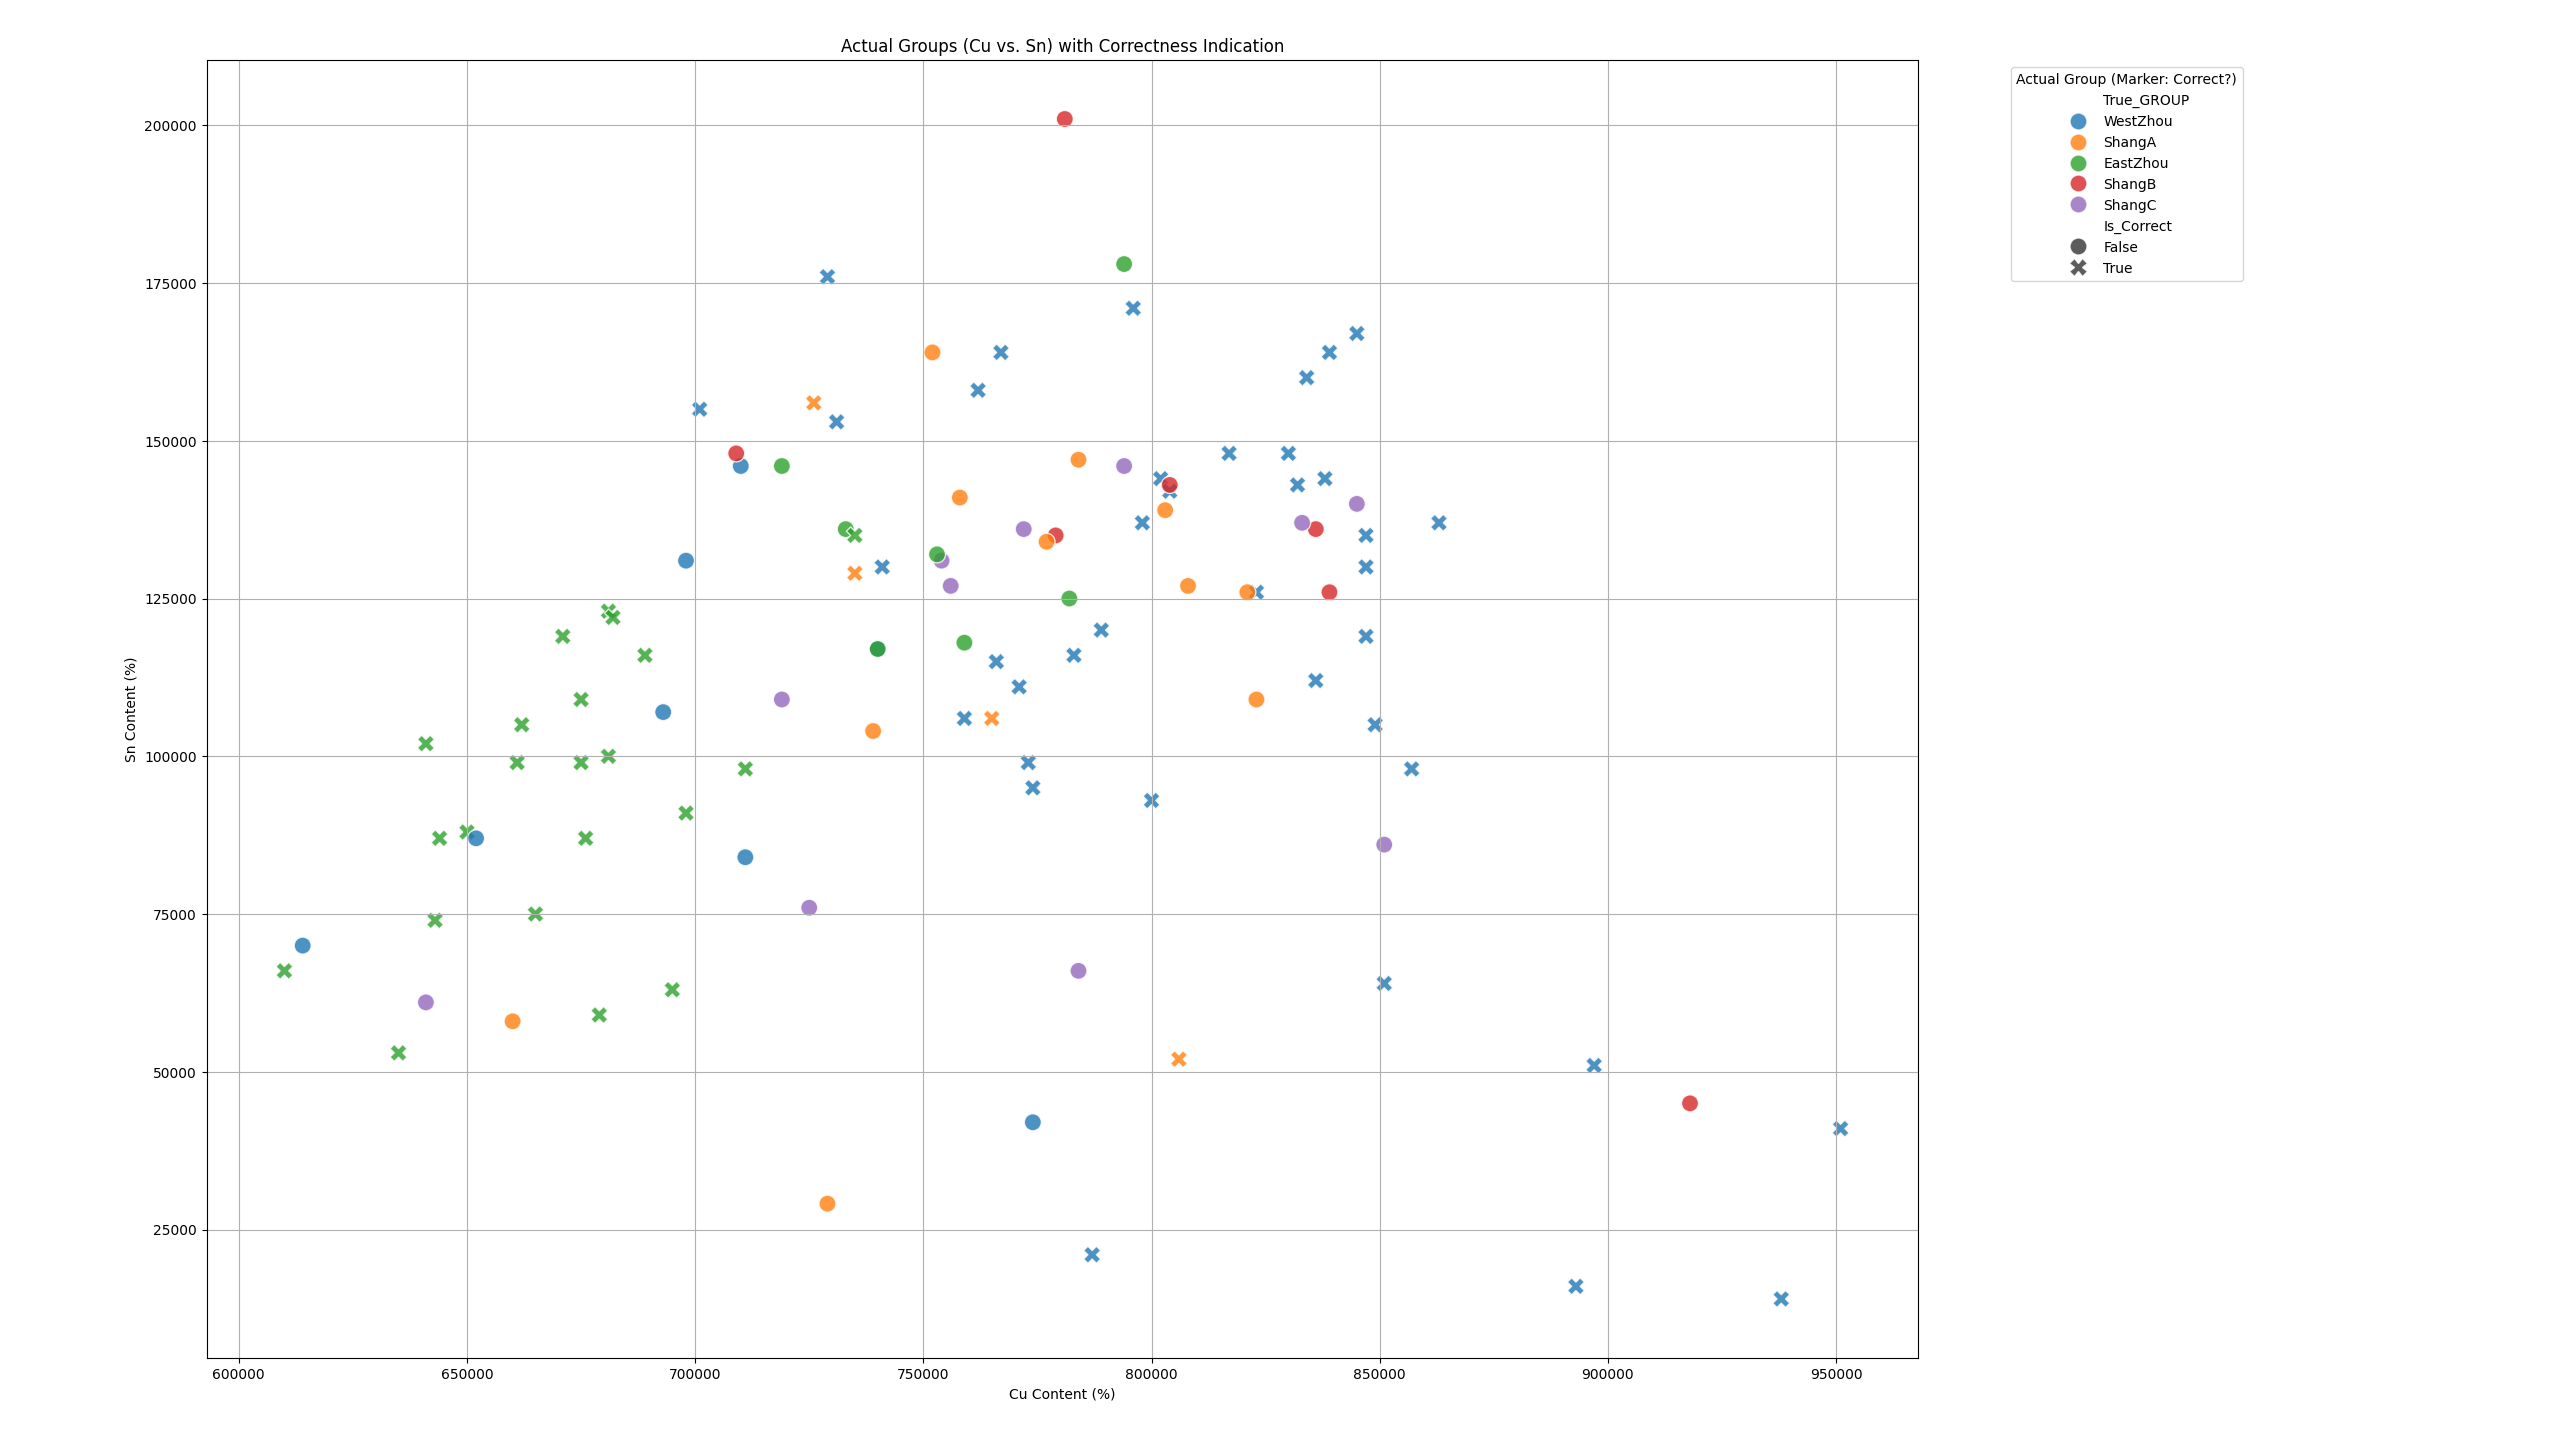 Actual Groups (Cu vs. Sn) with Correctness Indication
200000
175000
150000
125000
100000
75000
50000
25000
Sn Content (%)
600000
650000
700000
750000
800000
850000
900000
950000
Cu Content (%)
Actual Group (Marker: Correct?)
True_GROUP
WestZhou
ShangA
EastZhou
ShangB
ShangC
Is_Correct
False
True